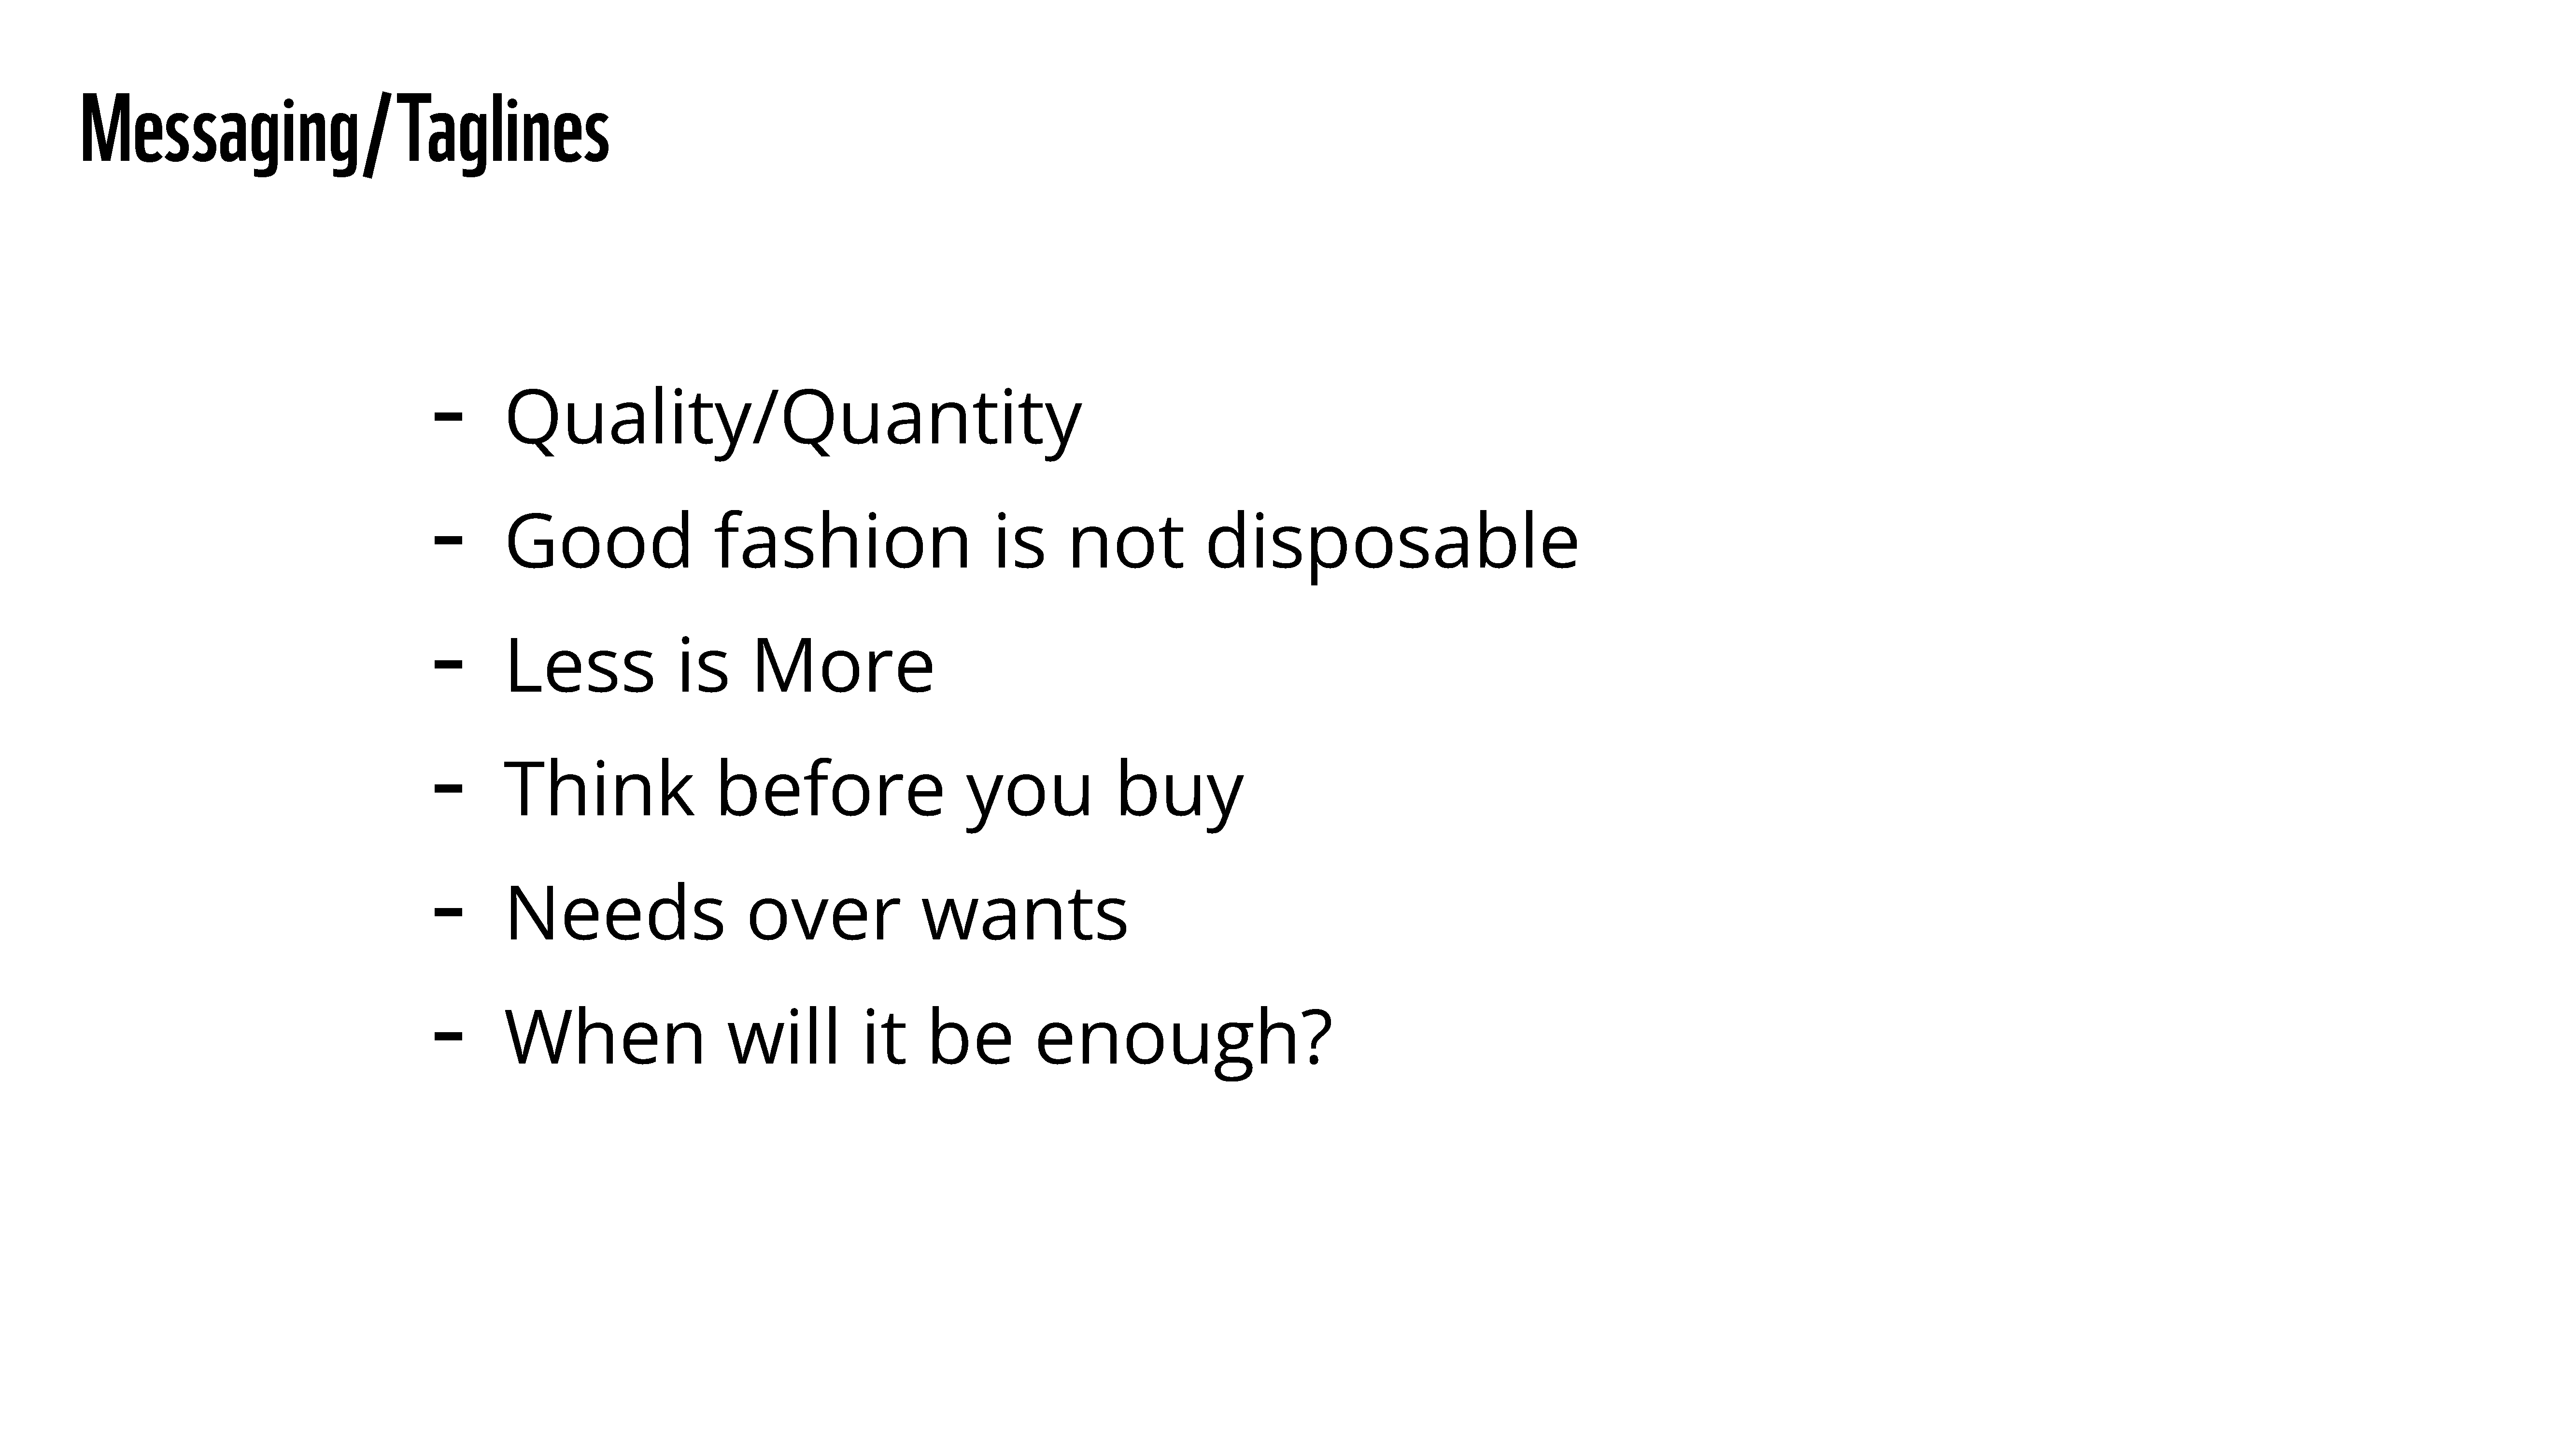 Messaging/Taglines
- Quality/Quantity
- Good fashion is not disposable
- Less is More
- Think before you buy
- Needs over wants
- When will it be enough?